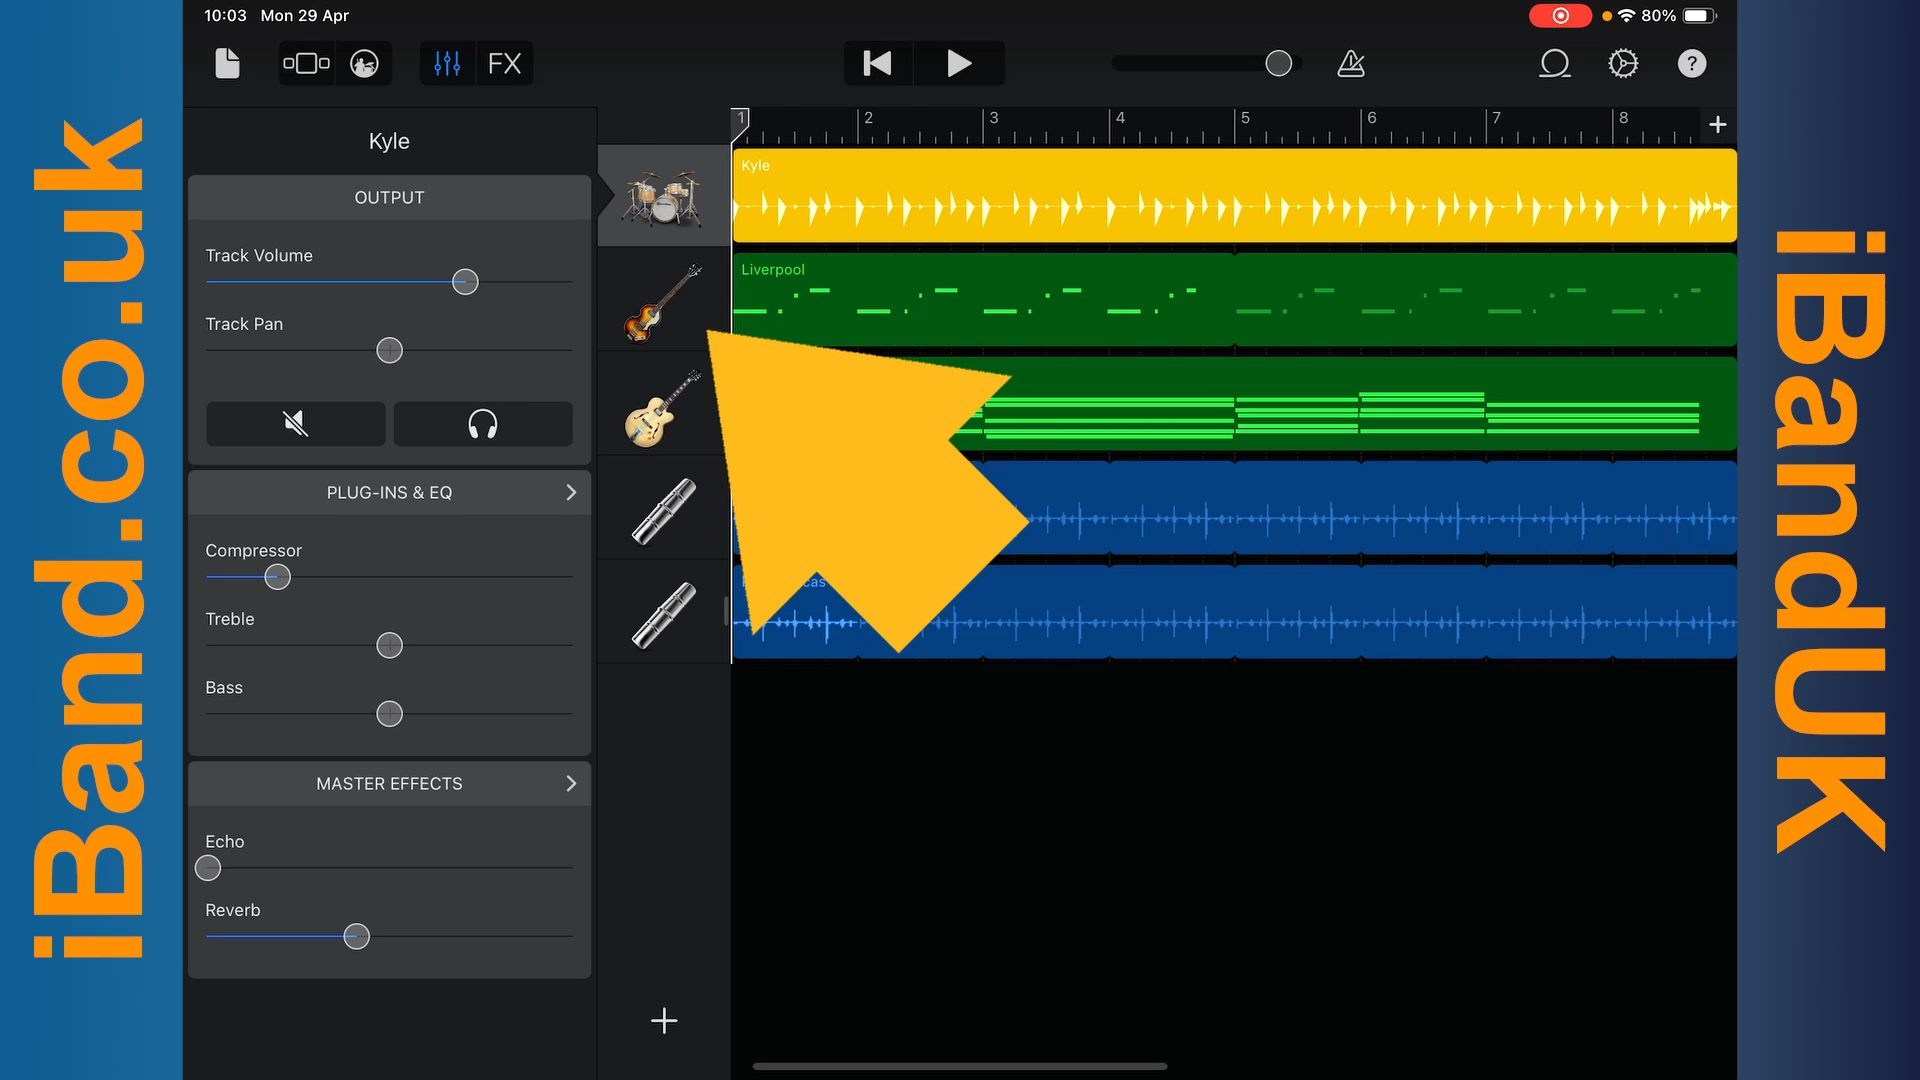 10:03 Mon 29 Apr
80%
FX
?
Kyle
OUTPUT
Track Volume
Track Pan
PLUG-INS & EQ
Compressor
Treble
Bass
MASTER EFFECTS
Echo
Reverb
1 2 3 4 5 6 7 8
Kyle
Liverpool
iBand.co.uk
iBandUK